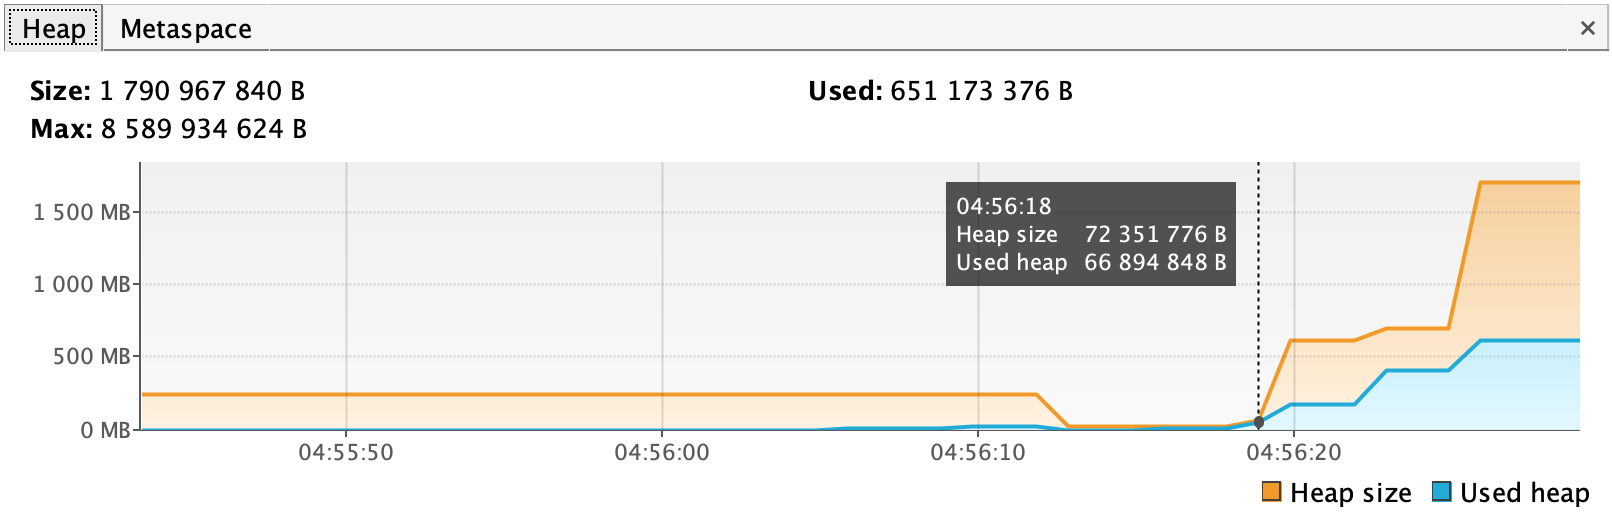 Heap Metaspace ×
Size: 1 790 967 840 B Used: 651 173 376 B
Max: 8 589 934 624 B
1 500 MB
1 000 MB
500 MB
0 MB
04:56:18
Heap size 72 351 776 B
Used heap 66 894 848 B
04:55:50 04:56:00 04:56:10 04:56:20
Heap size Used heap